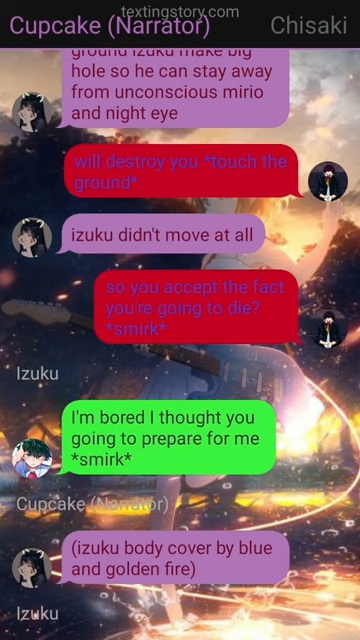 textingstory.com
Cupcake (Narrator) Chisaki
ground izuku make big
hole so he can stay away
from unconscious mirio
and night eye
will destroy you *touch the
ground*
izuku didn't move at all
so you accept the fact
you're going to die?
*smirk*
Izuku
I'm bored I thought you
going to prepare for me
*smirk*
Cupcake (Narrator)
(izuku body cover by blue
and golden fire)
Izuku